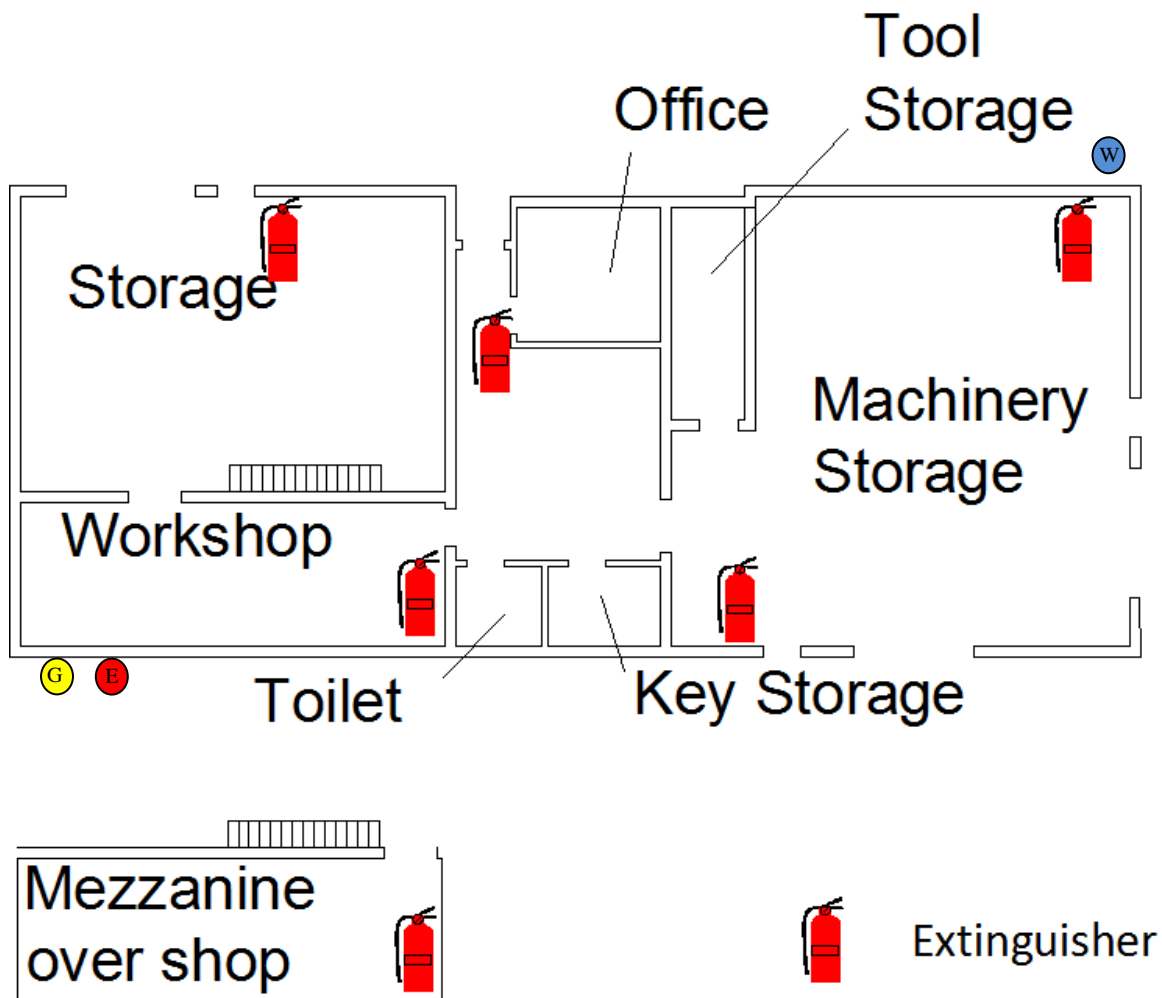 Tool
Storage
Office
W
Storage
Machinery
Storage
Workshop
G
E
Toilet
Key Storage
Mezzanine
over shop
Extinguisher